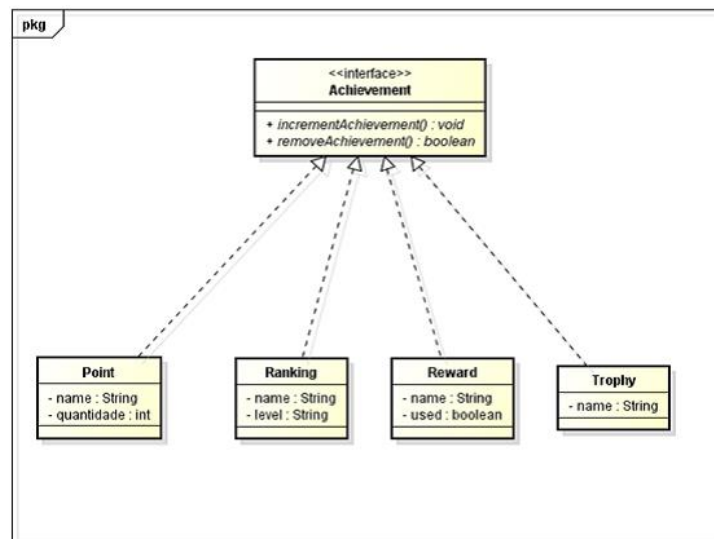 pkg
<<interface>>
Achievement
+ incrementAchievement() : void
+ removeAchievement() : boolean
Point
- name : String
- quantidade : int
Ranking
- name : String
- level : String
Reward
- name : String
- used : boolean
Trophy
- name : String